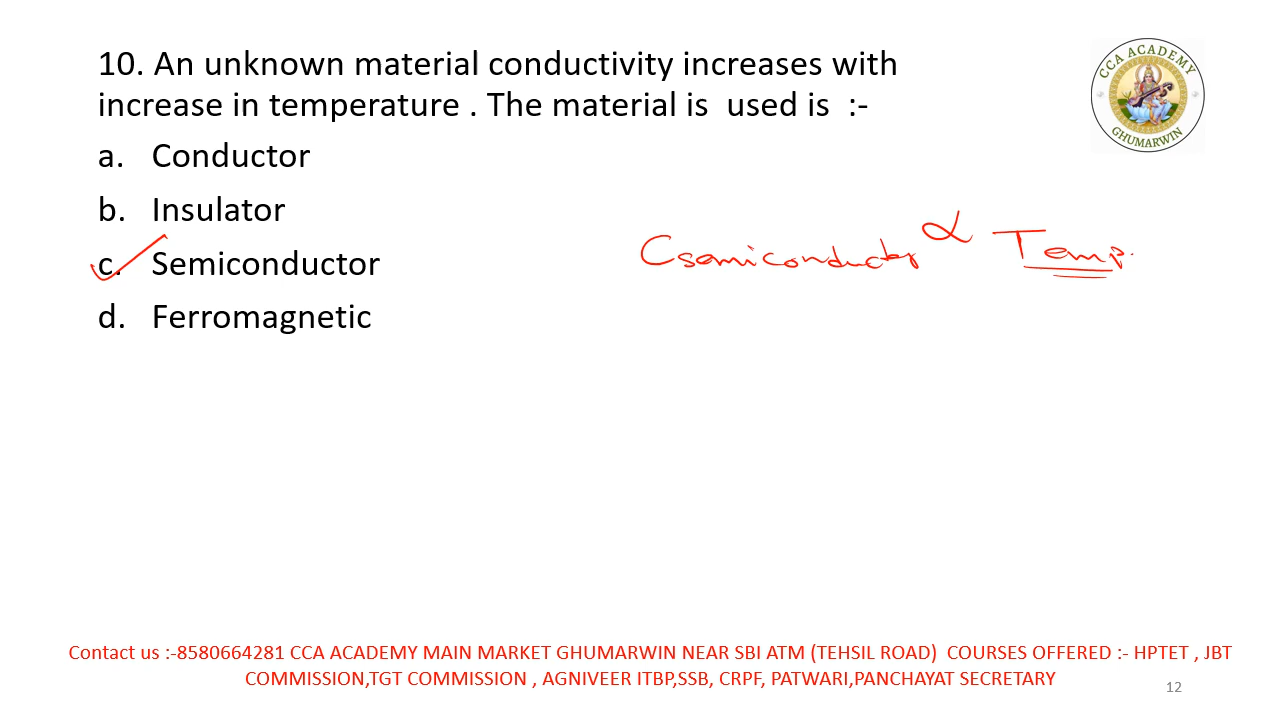 10. An unknown material conductivity increases with
increase in temperature . The material is  used is  :-
a. Conductor
b. Insulator
c. Semiconductor
d. Ferromagnetic
Csemiconductor ∝ Temp.
CCA ACADEMY
GHUMARWIN
Contact us :-8580664281 CCA ACADEMY MAIN MARKET GHUMARWIN NEAR SBI ATM (TEHSIL ROAD)  COURSES OFFERED :- HPTET , JBT
COMMISSION,TGT COMMISSION , AGNIVEER ITBP,SSB, CRPF, PATWARI,PANCHAYAT SECRETARY
12